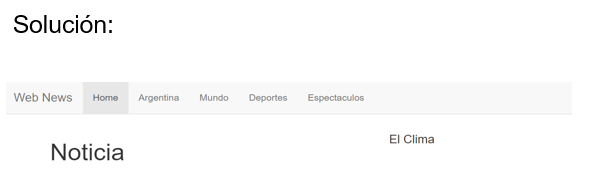 Solución:
Web News Home Argentina Mundo Deportes Espectaculos
El Clima
Noticia